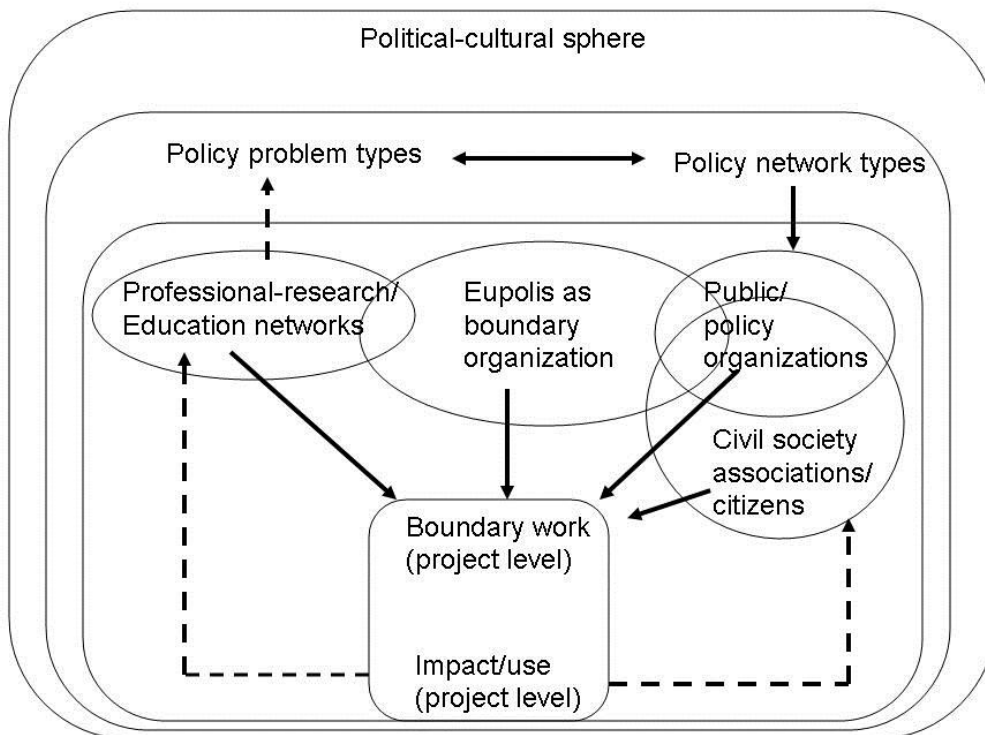 Political-cultural sphere
Policy problem types
Policy network types
Professional-research/
Education networks
Eupolis as
boundary
organization
Public/
policy
organizations
Civil society
associations/
citizens
Boundary work
(project level)
Impact/use
(project level)